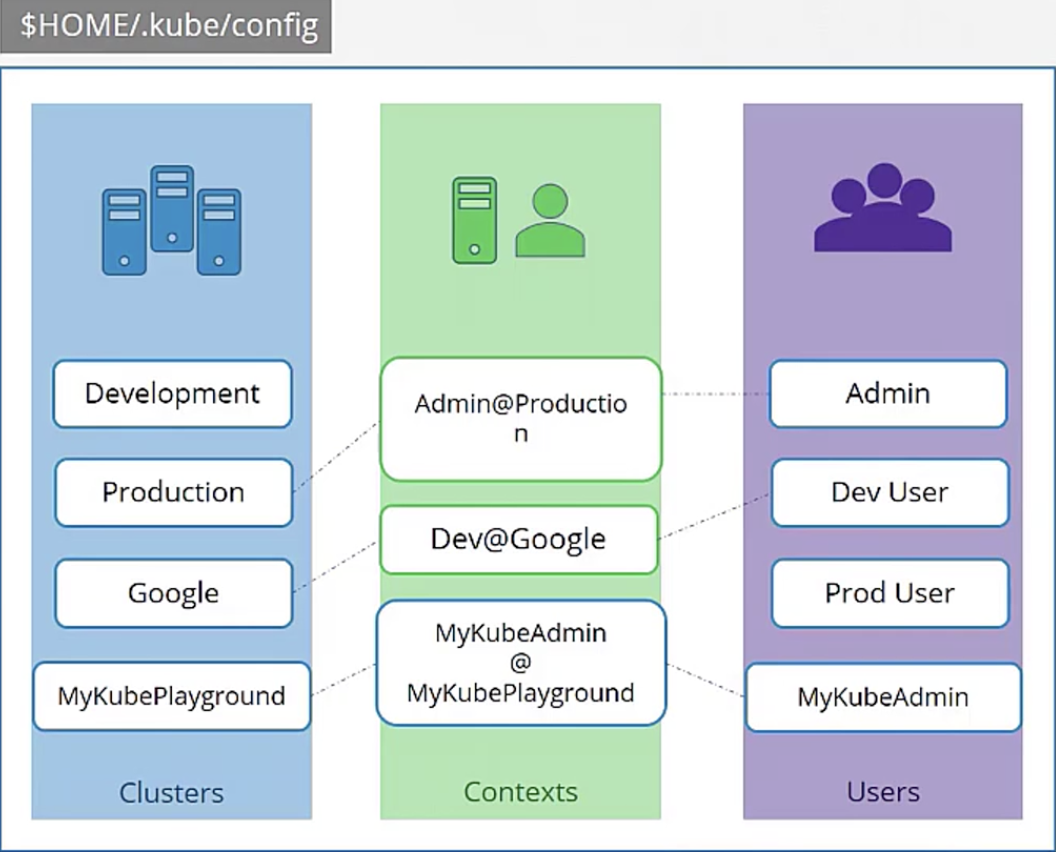 $HOME/.kube/config
Development
Production
Google
MyKubePlayground
Clusters
Admin@Productio
n
Dev@Google
MyKubeAdmin
@
MyKubePlayground
Contexts
Admin
Dev User
Prod User
MyKubeAdmin
Users